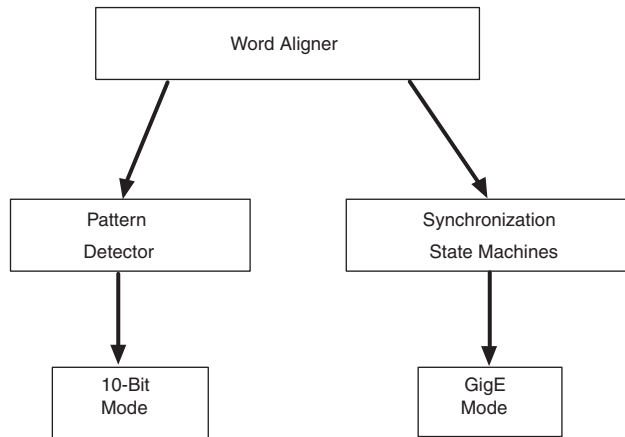 Word Aligner
Pattern
Detector
Synchronization
State Machines
10-Bit
Mode
GigE
Mode